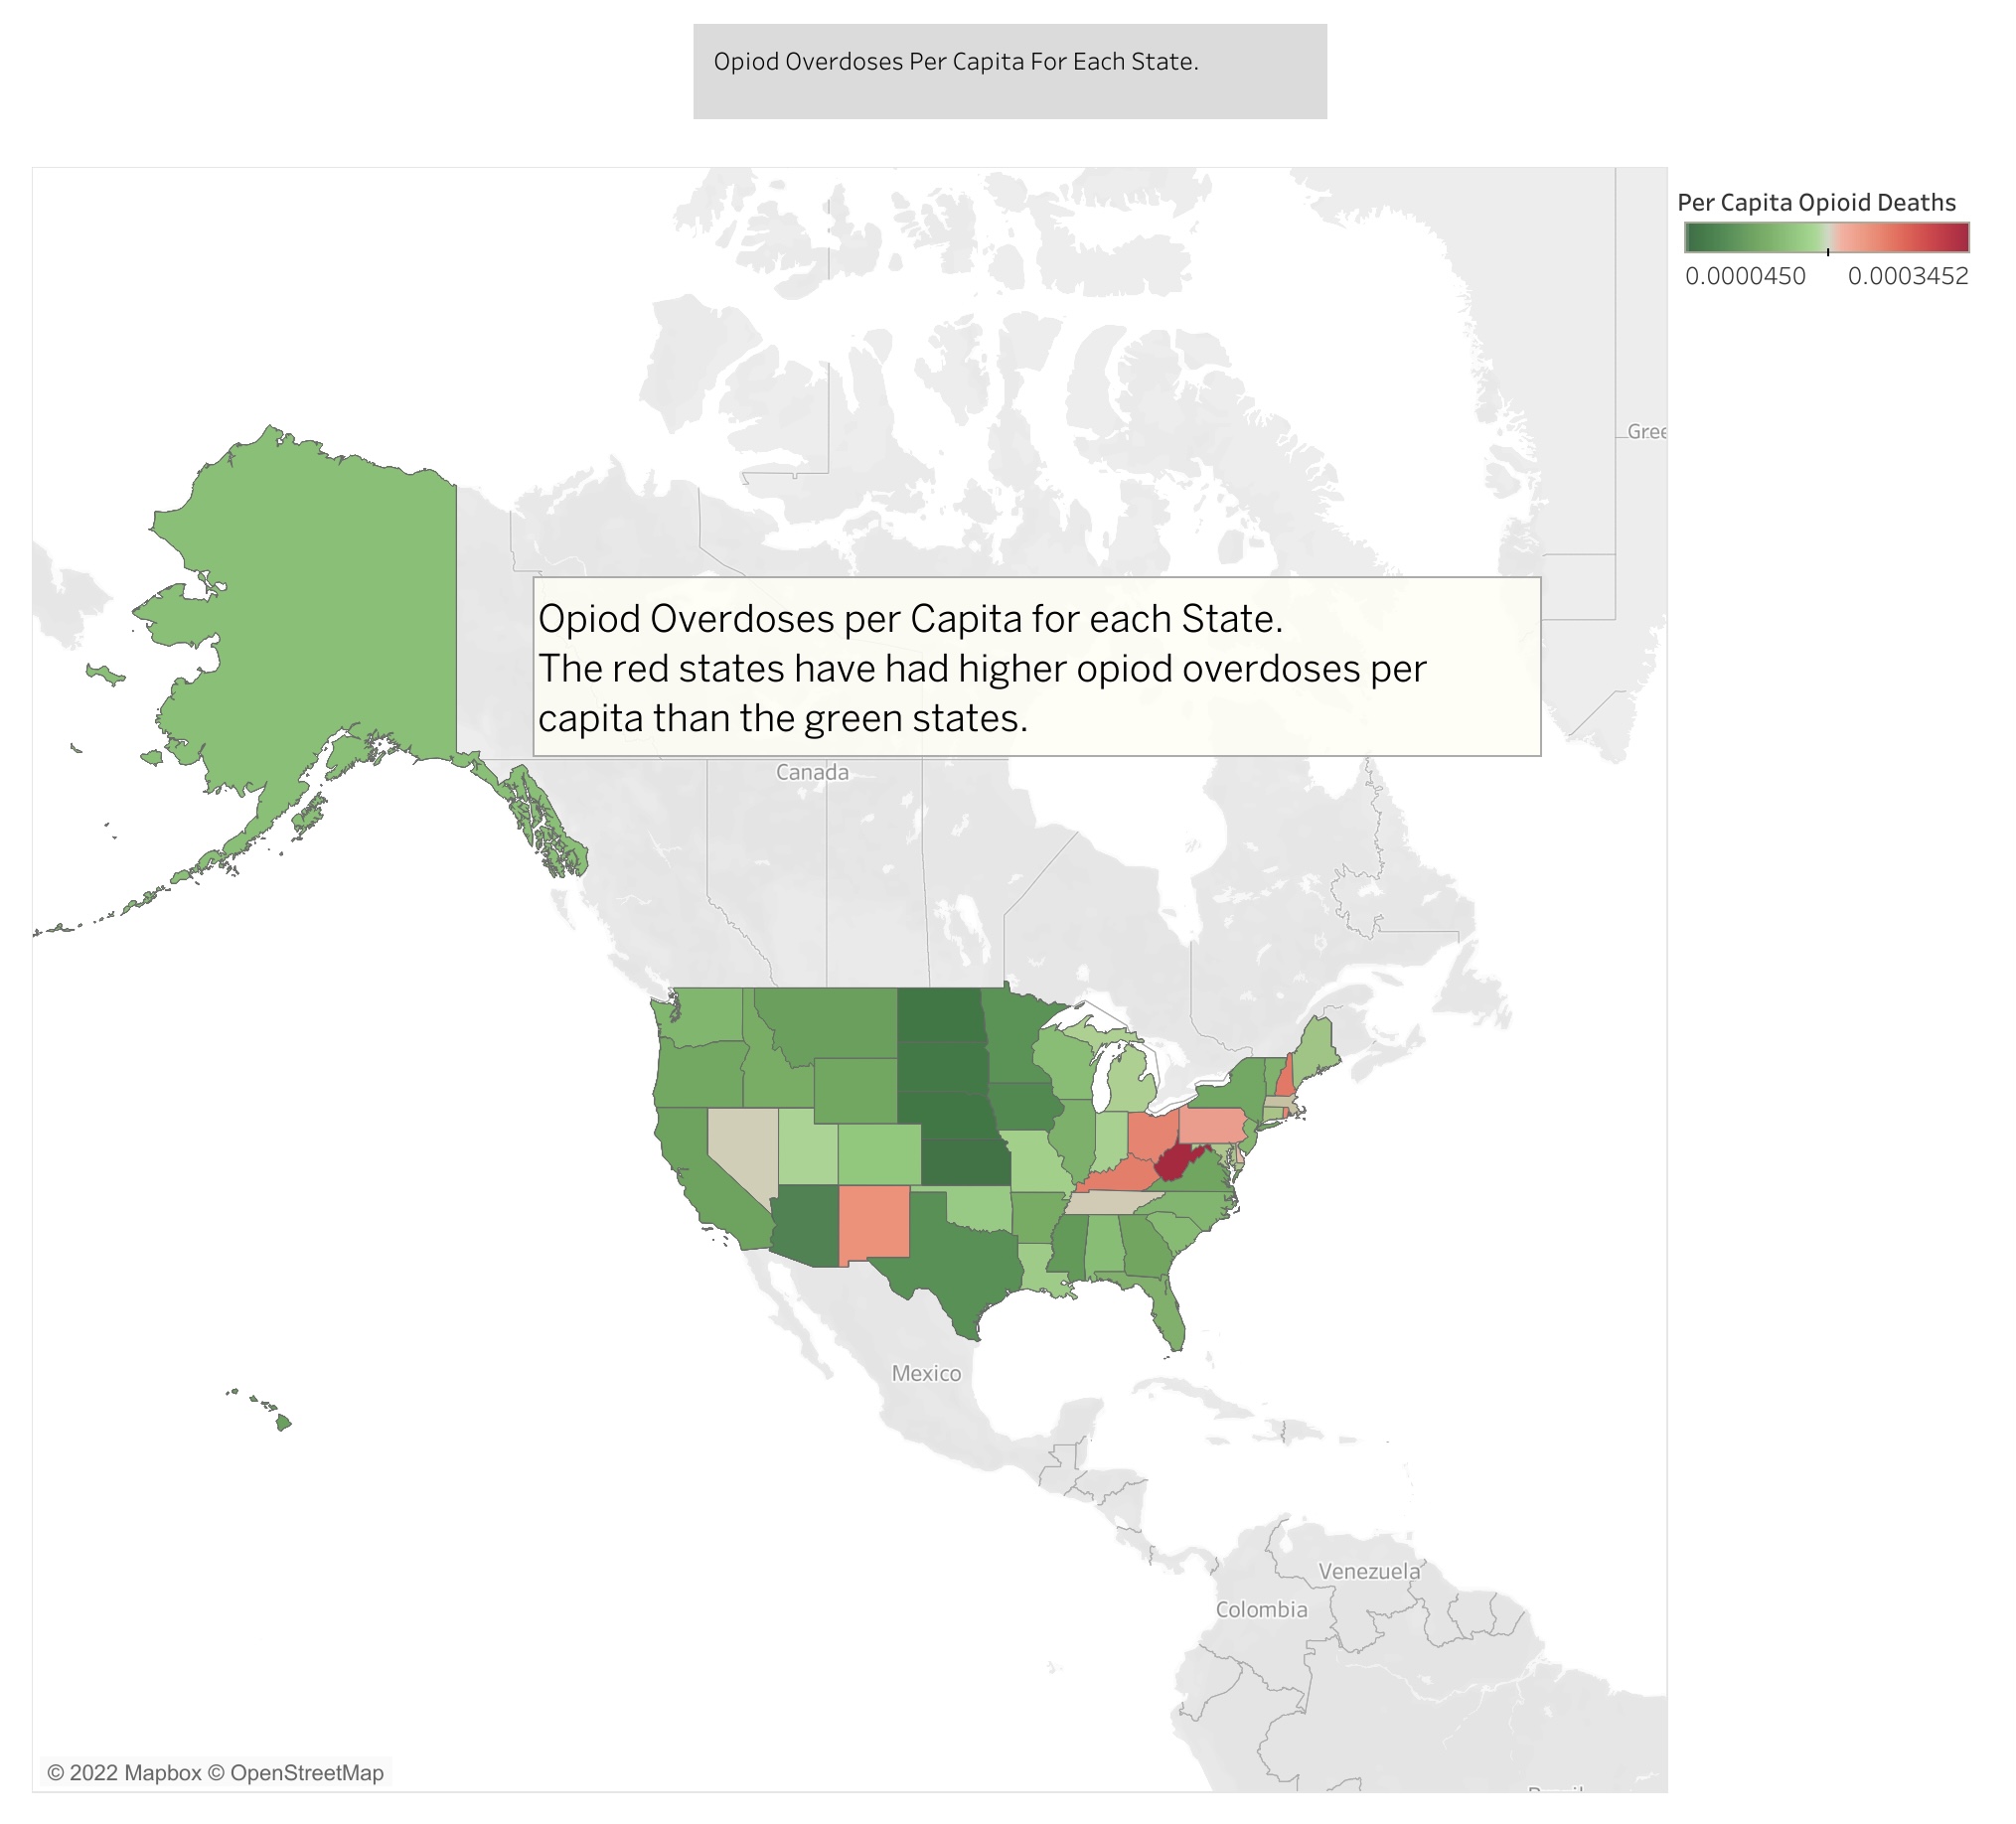 Opiod Overdoses Per Capita For Each State.
Per Capita Opioid Deaths
0.0000450 0.0003452
Gree
Opiod Overdoses per Capita for each State.
The red states have had higher opiod overdoses per
capita than the green states.
Canada
Mexico
Venezuela
Colombia
© 2022 Mapbox © OpenStreetMap